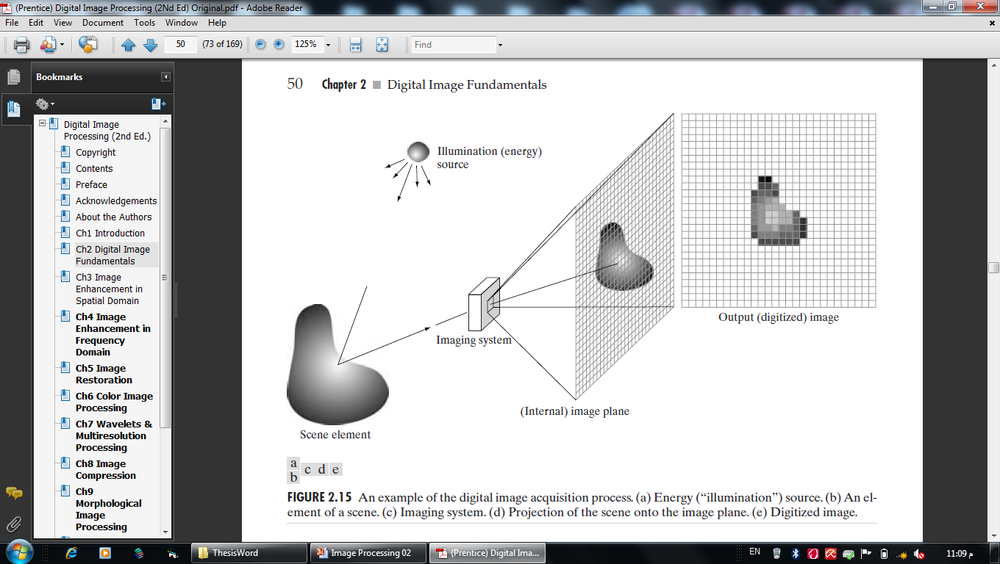 (Prentice) Digital Image Processing (2Nd Ed) Original.pdf - Adobe Reader
File Edit View Document Tools Window Help
50 (73 of 169) 125% Find
Bookmarks
Digital Image
Processing (2nd Ed.)
Copyright
Contents
Preface
Acknowledgements
About the Authors
Ch1 Introduction
Ch2 Digital Image
Fundamentals
Ch3 Image
Enhancement in
Spatial Domain
Ch4 Image
Enhancement in
Frequency
Domain
Ch5 Image
Restoration
Ch6 Color Image
Processing
Ch7 Wavelets &
Multiresolution
Processing
Ch8 Image
Compression
Ch9
Morphological
Image
Processing
50 Chapter 2 ■ Digital Image Fundamentals
Illumination (energy)
source
Output (digitized) image
Imaging system
(Internal) image plane
Scene element
a
b
c d e
FIGURE 2.15 An example of the digital image acquisition process. (a) Energy (“illumination”) source. (b) An el-
ement of a scene. (c) Imaging system. (d) Projection of the scene onto the image plane. (e) Digitized image.
ThesisWord
Image Processing 02
(Prentice) Digital Ima...
EN
11:09 م